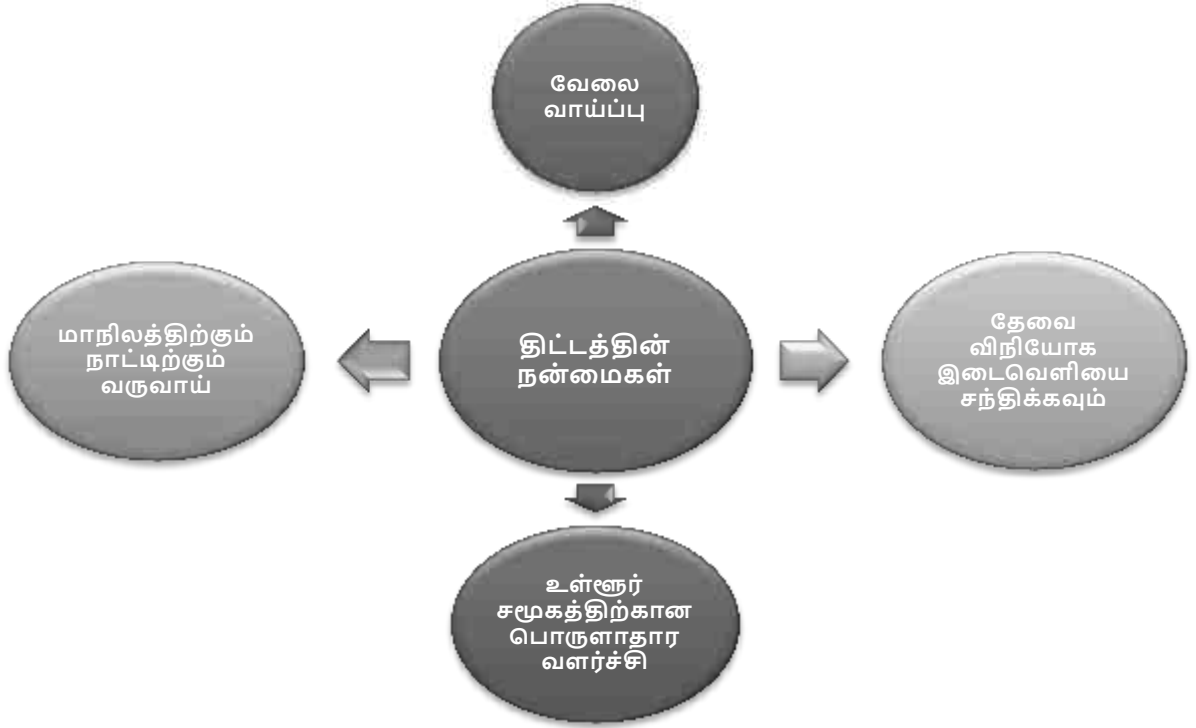 வேலை
வாய்ப்பு
மாநிலத்திற்கும்
நாட்டிற்கும்
வருவாய்
திட்டத்தின்
நன்மைகள்
தேவை
விநியோக
இடைவெளியை
சந்திக்கவும்
உள்ளூர்
சமூகத்திற்கான
பொருளாதார
வளர்ச்சி